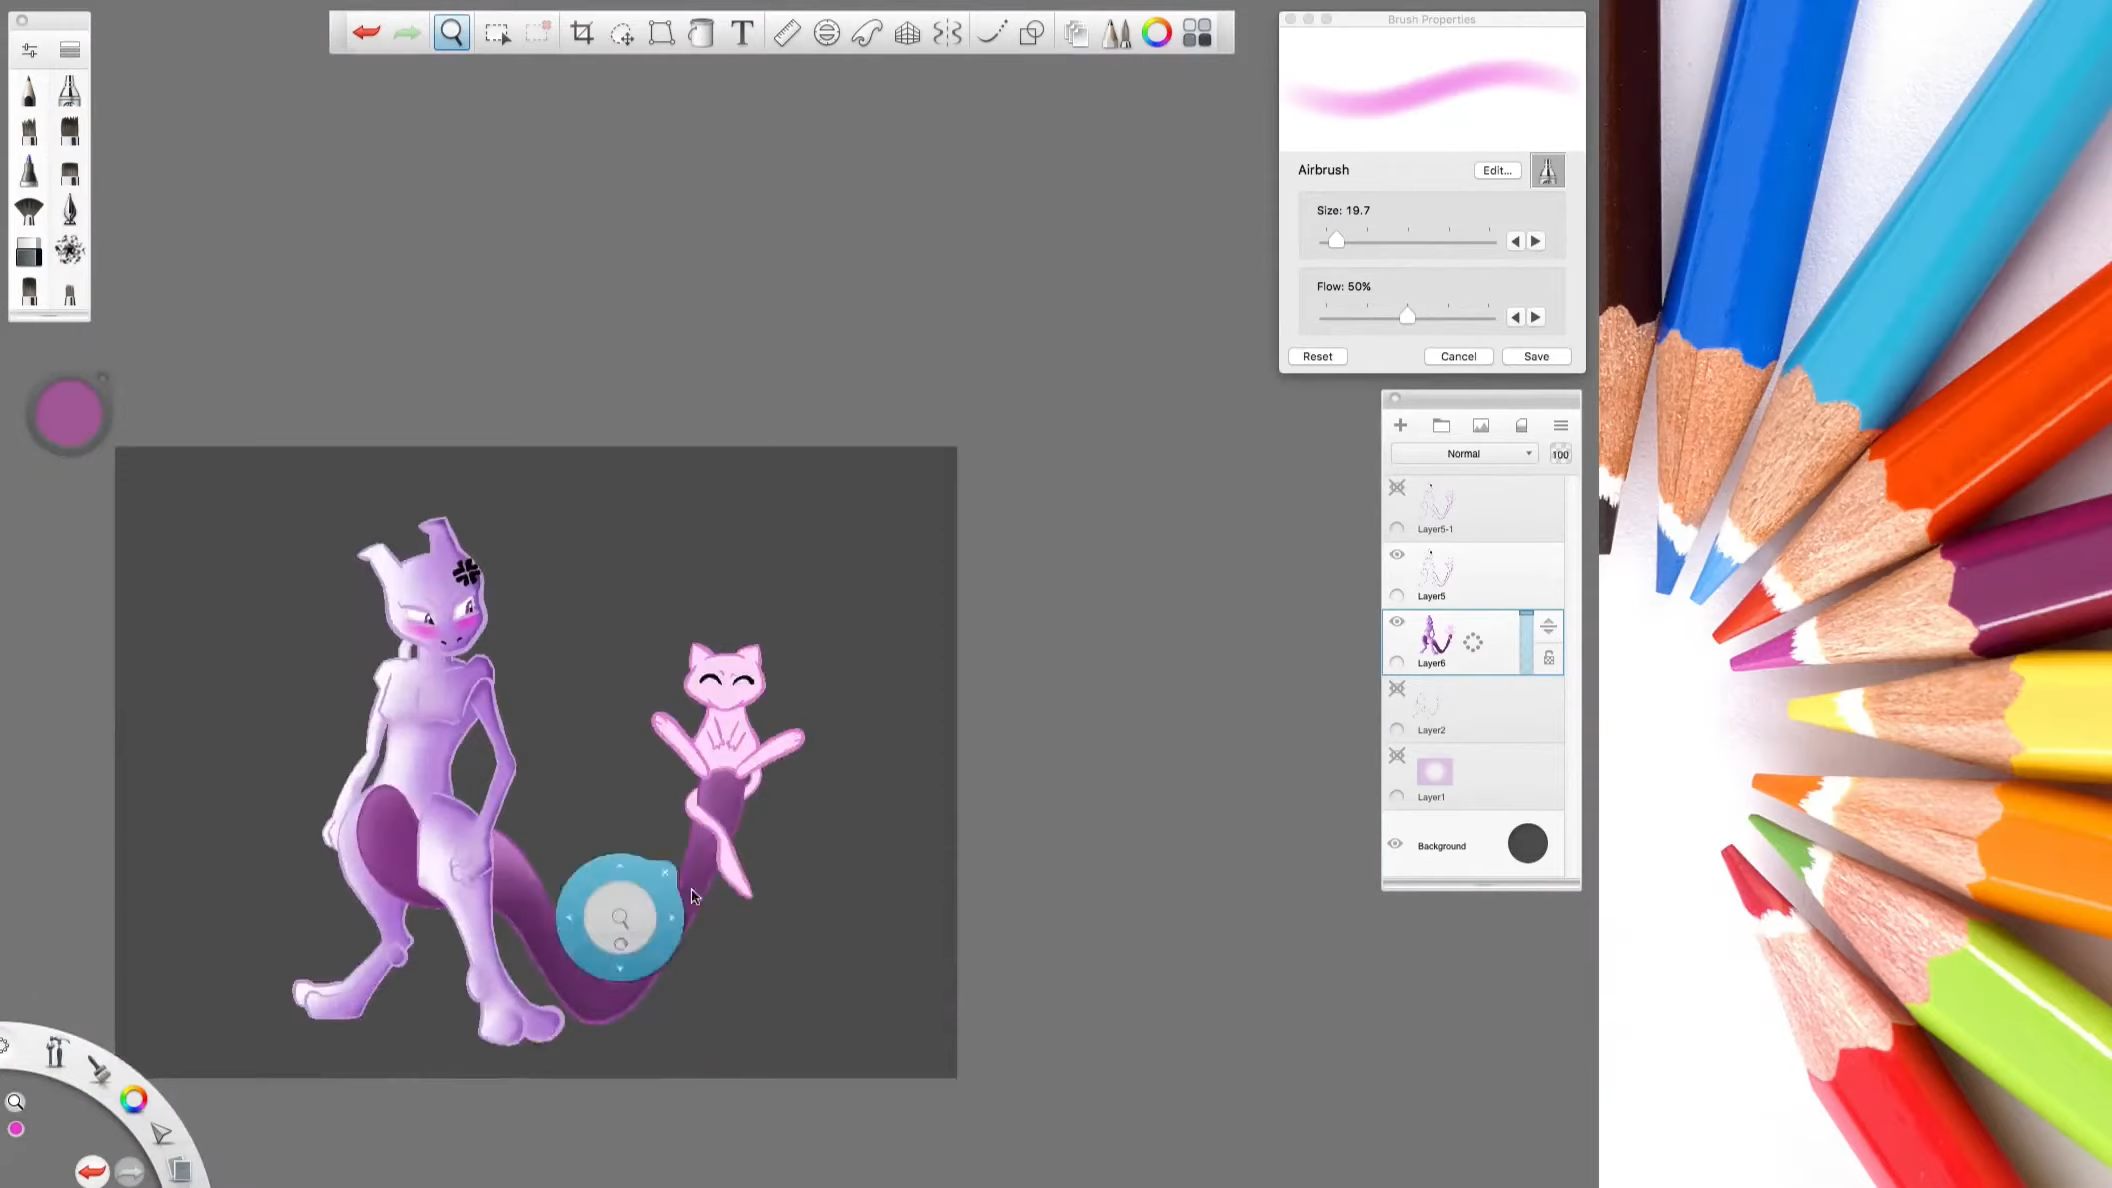 Brush Properties
Airbrush
Edit...
Size: 19.7
Flow: 50%
Reset
Cancel
Save
Normal
100
Layer5-1
Layer5
Layer6
Layer2
Layer1
Background
T